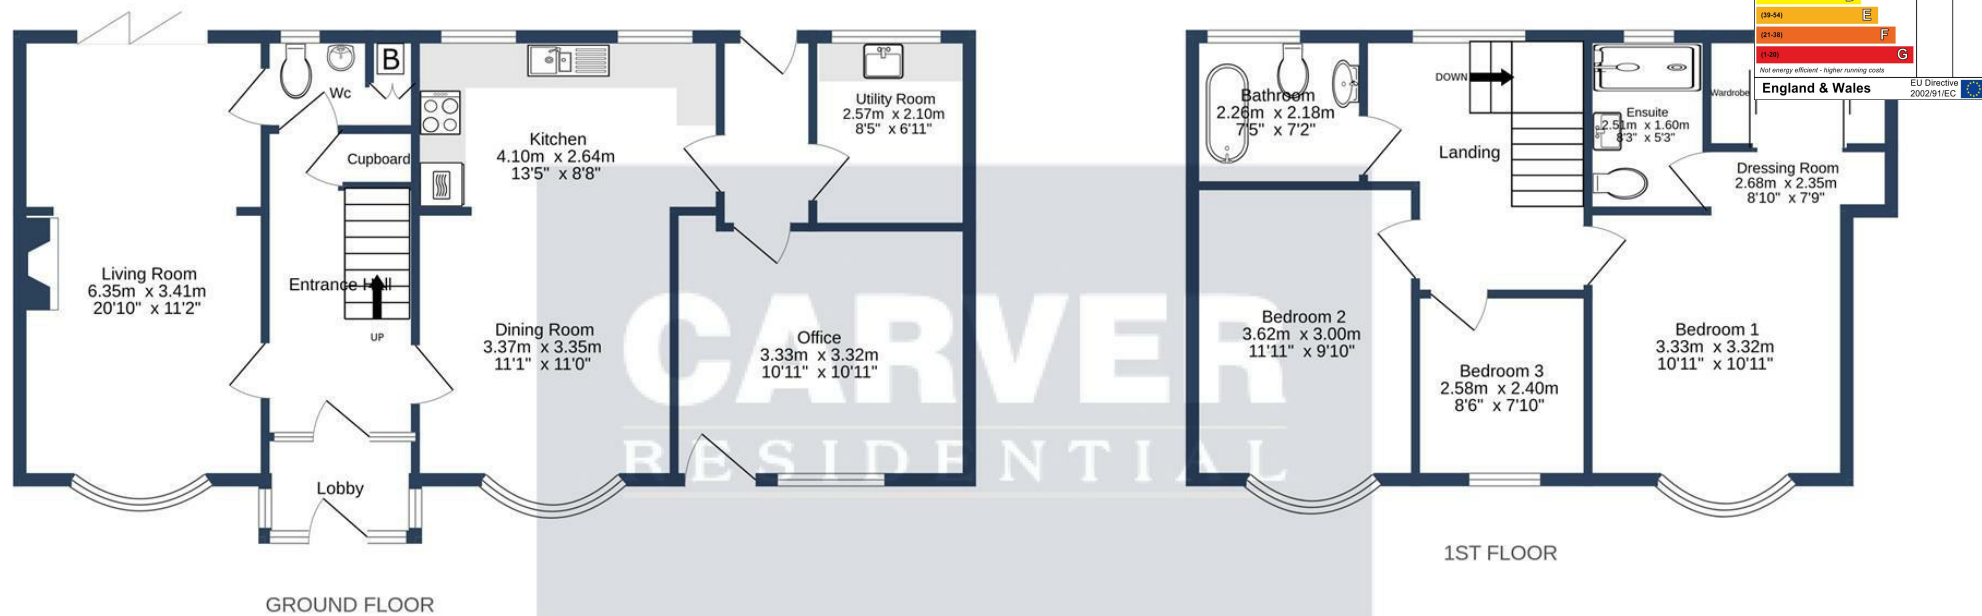 B
Wc
Cupboard
Kitchen
4.10m x 2.64m
13'5" x 8'8"
Utility Room
2.57m x 2.10m
8'5" x 6'11"
Living Room
6.35m x 3.41m
20'10" x 11'2"
Entrance Hall
UP
Dining Room
3.37m x 3.35m
11'1" x 11'0"
Office
3.33m x 3.32m
10'11" x 10'11"
Lobby
GROUND FLOOR
CARVER
RESIDENTIAL
Bathroom
2.26m x 2.18m
7'5" x 7'2"
DOWN
Landing
Ensuite
2.51m x 1.60m
8'3" x 5'3"
Wardrobe
Dressing Room
2.68m x 2.35m
8'10" x 7'9"
Bedroom 2
3.62m x 3.00m
11'11" x 9'10"
Bedroom 3
2.58m x 2.40m
8'6" x 7'10"
Bedroom 1
3.33m x 3.32m
10'11" x 10'11"
1ST FLOOR
(39-54) E
(21-38) F
(1-20) G
Not energy efficient - higher running costs
England & Wales
EU Directive
2002/91/EC